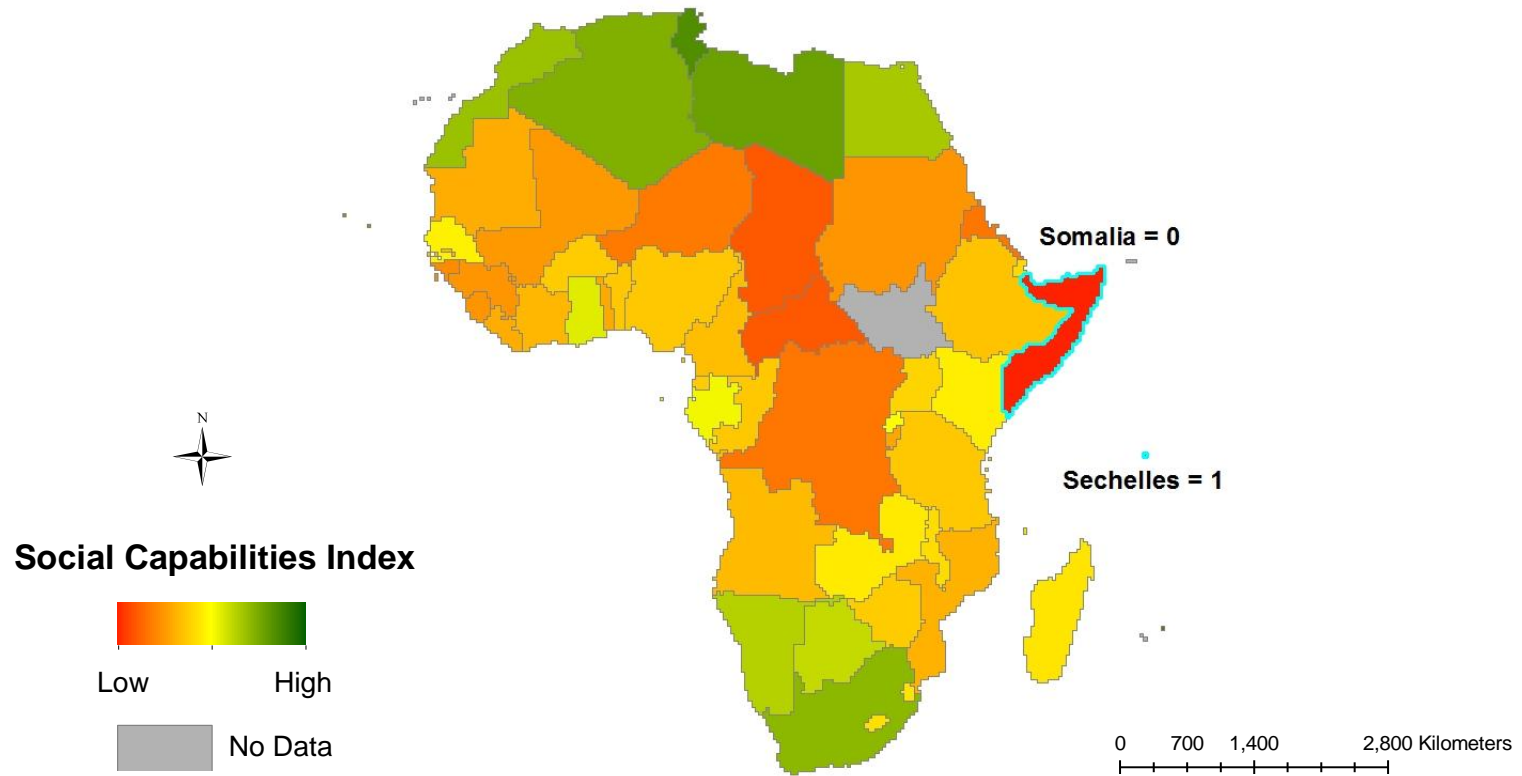 Somalia = 0
Sechelles = 1
N
Social Capabilities Index
Low High
No Data
0 700 1,400 2,800 Kilometers